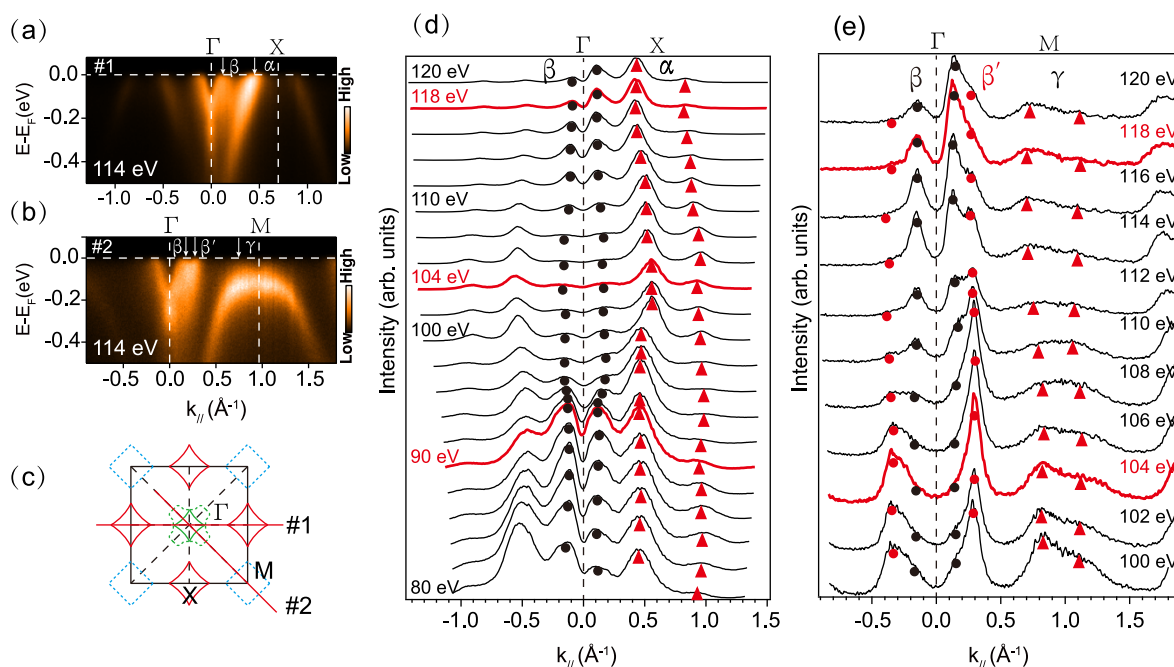 (a)
Γ
X
#1
β
α
0.0
-0.2
-0.4
E-E_F(eV)
114 eV
High
Low
-1.0
-0.5
0.0
0.5
1.0
(b)
Γ
M
#2
β
β′
γ
0.0
-0.2
-0.4
E-E_F(eV)
114 eV
High
Low
-0.5
0.0
0.5
1.0
1.5
k_// (Å⁻¹)
(c)
Γ
#1
M
X
#2
(d)
Γ
X
β
α
120 eV
118 eV
110 eV
104 eV
100 eV
90 eV
80 eV
Intensity (arb. units)
-1.0
-0.5
0.0
0.5
1.0
1.5
k_// (Å⁻¹)
(e)
Γ
M
β
β′
γ
120 eV
118 eV
116 eV
114 eV
112 eV
110 eV
108 eV
106 eV
104 eV
102 eV
100 eV
Intensity (arb. units)
-0.5
0.0
0.5
1.0
1.5
k_// (Å⁻¹)